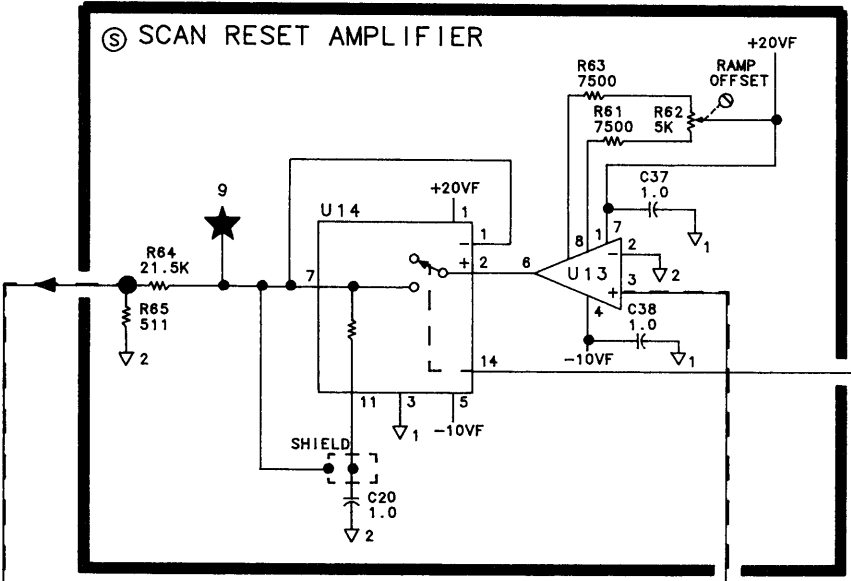 S SCAN RESET AMPLIFIER
+20VF
RAMP
OFFSET
R63
7500
R61
7500
R62
5K
C37
1.0
1
9
+20VF
1
U14
1
−
+
2
6
8
1
7
2
−
U13
+
3
2
4
C38
1.0
1
−10VF
R64
21.5K
7
R65
511
2
14
−
11
3
5
1
−10VF
SHIELD
C20
1.0
2